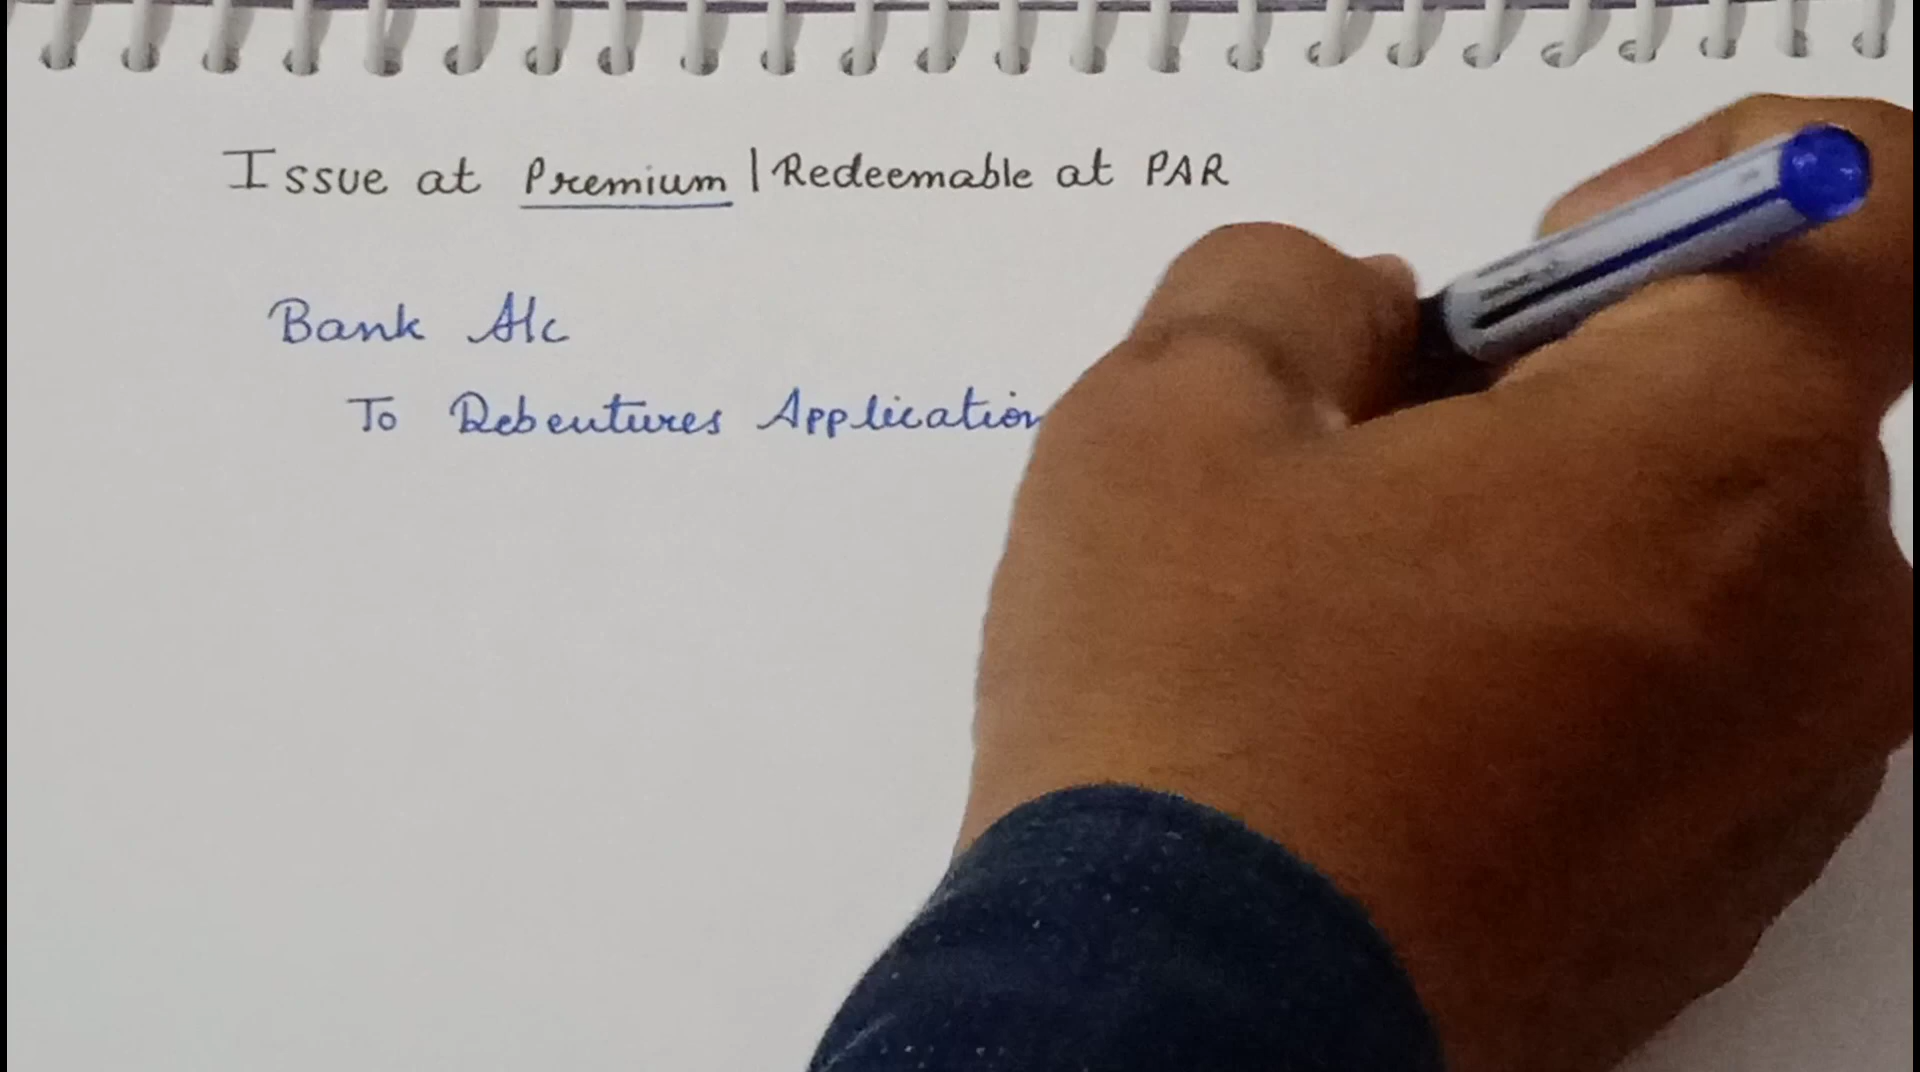 Issue at Premium | Redeemable at PAR
Bank A/c
To Debentures Application